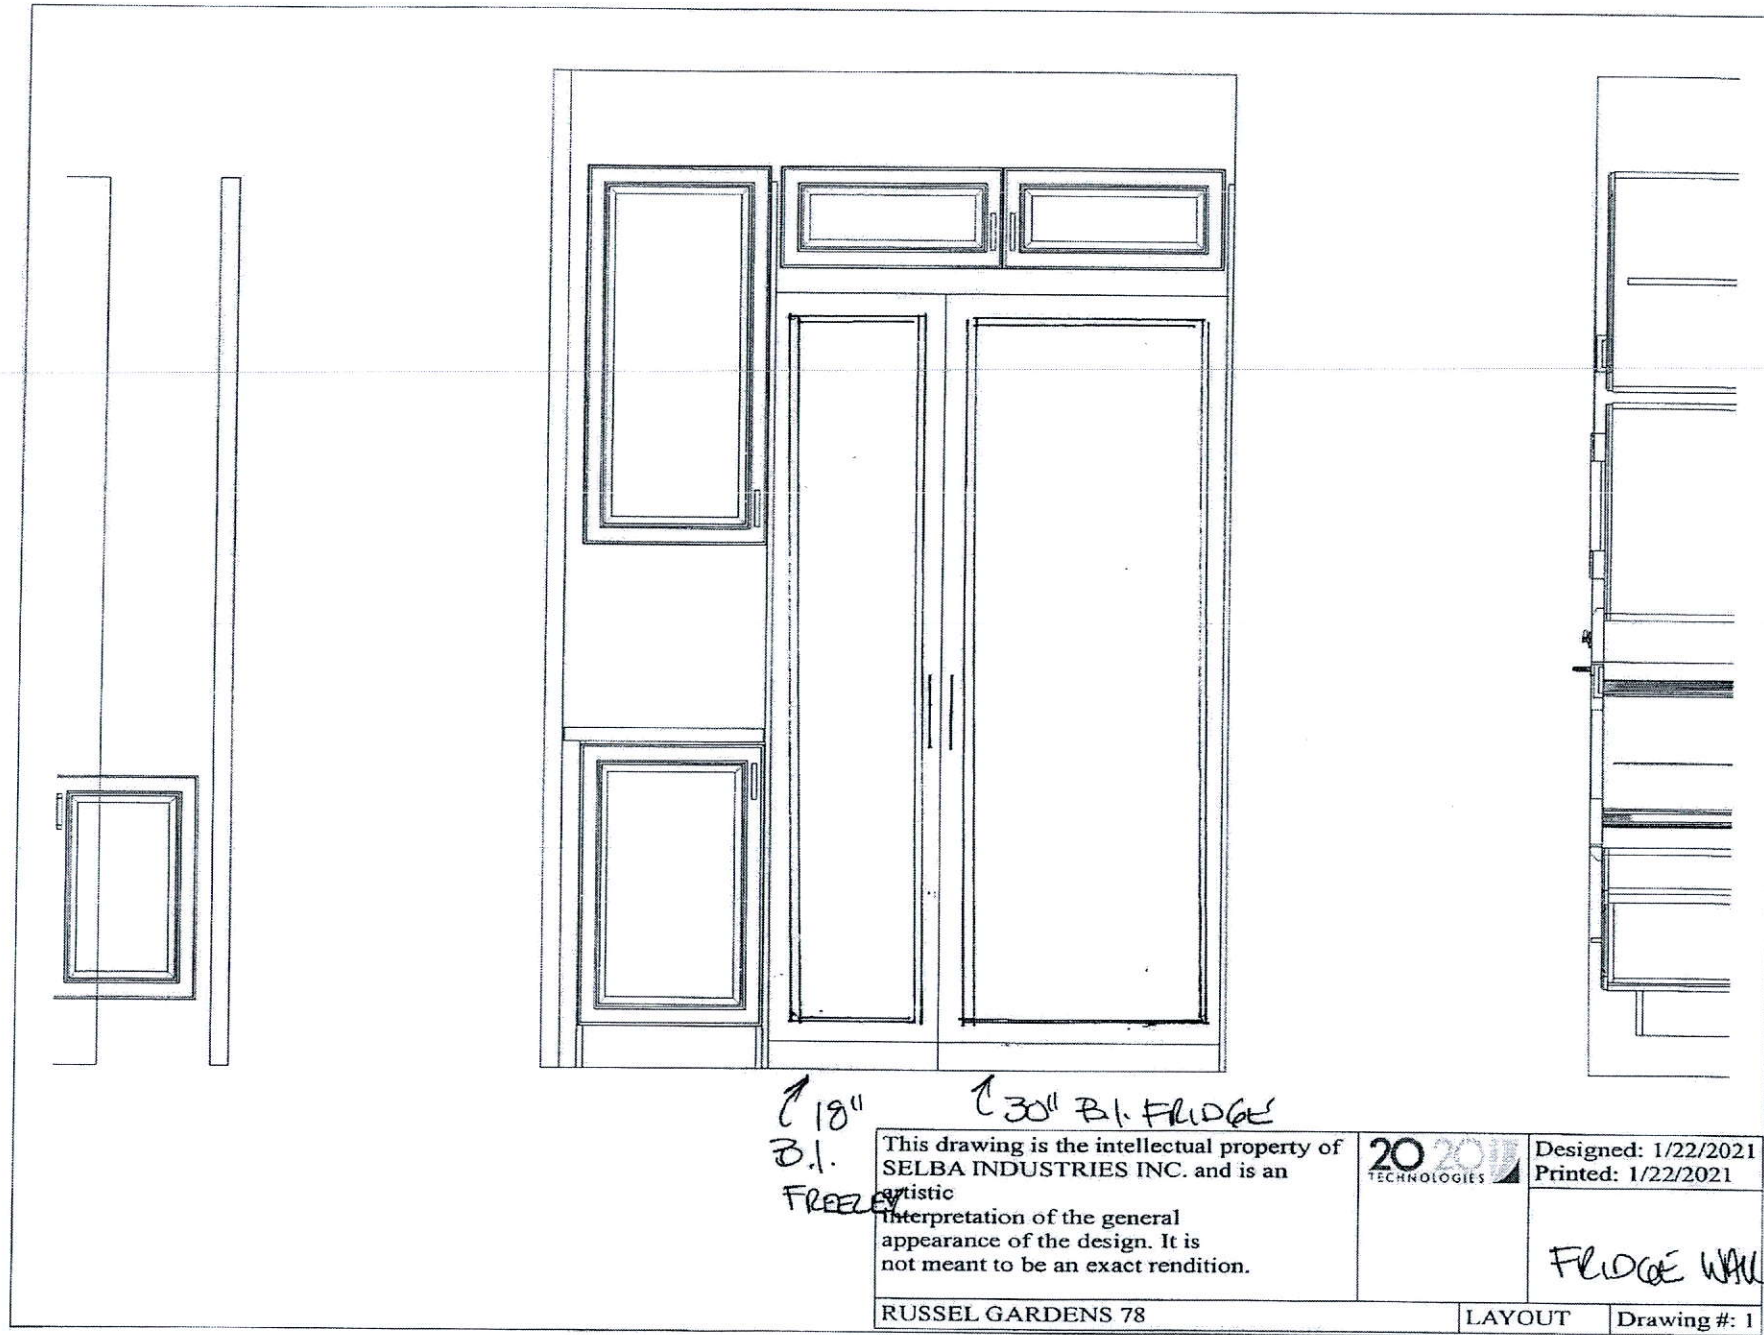 18"
B.I.
FREEZER
30" B.I. FRIDGE
This drawing is the intellectual property of
SELBA INDUSTRIES INC. and is an
artistic
interpretation of the general
appearance of the design. It is
not meant to be an exact rendition.
20 20
TECHNOLOGIES
Designed: 1/22/2021
Printed: 1/22/2021
FRIDGE WALL
RUSSEL GARDENS 78
LAYOUT
Drawing #: 1